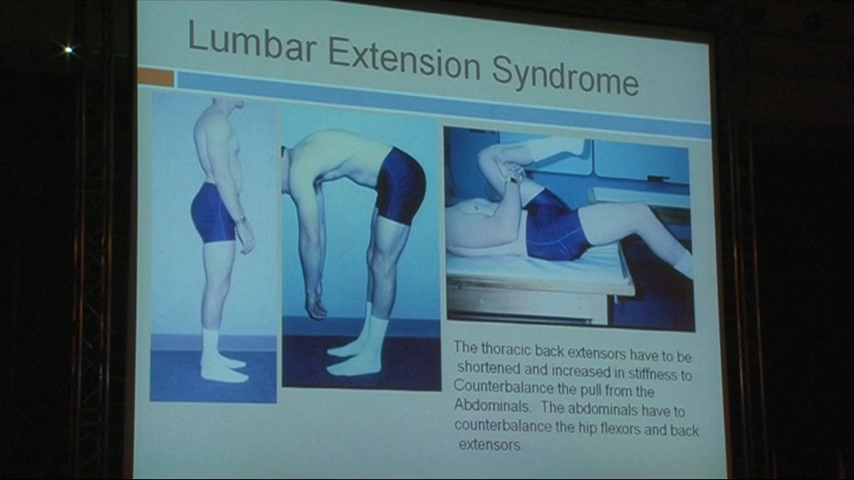 Lumbar Extension Syndrome
The thoracic back extensors have to be
shortened and increased in stiffness to
Counterbalance the pull from the
Abdominals. The abdominals have to
counterbalance the hip flexors and back
extensors.